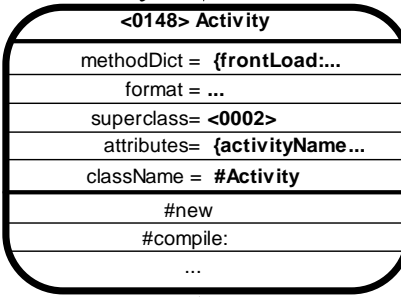 <0148> Activity
methodDict = {frontLoad:...
format = ...
superclass= <0002>
attributes= {activityName...
className = #Activity
#new
#compile:
...